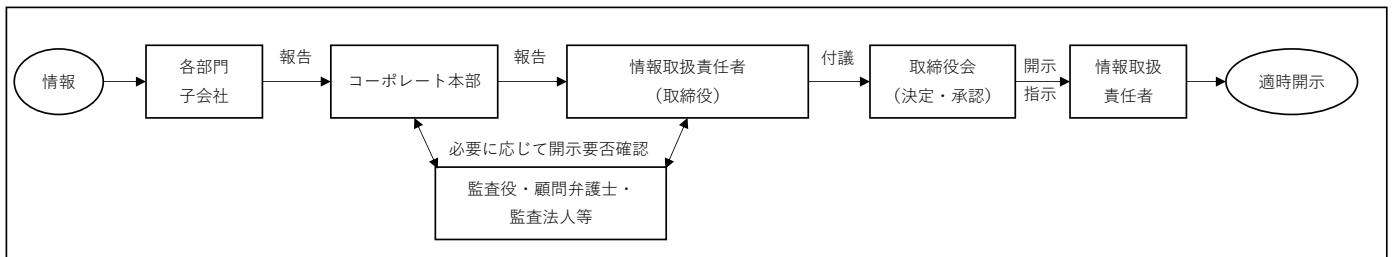 情報
各部門
子会社
報告
コーポレート本部
報告
情報取扱責任者
（取締役）
付議
取締役会
（決定・承認）
開示
指示
情報取扱
責任者
適時開示
必要に応じて開示要否確認
監査役・顧問弁護士・
監査法人等